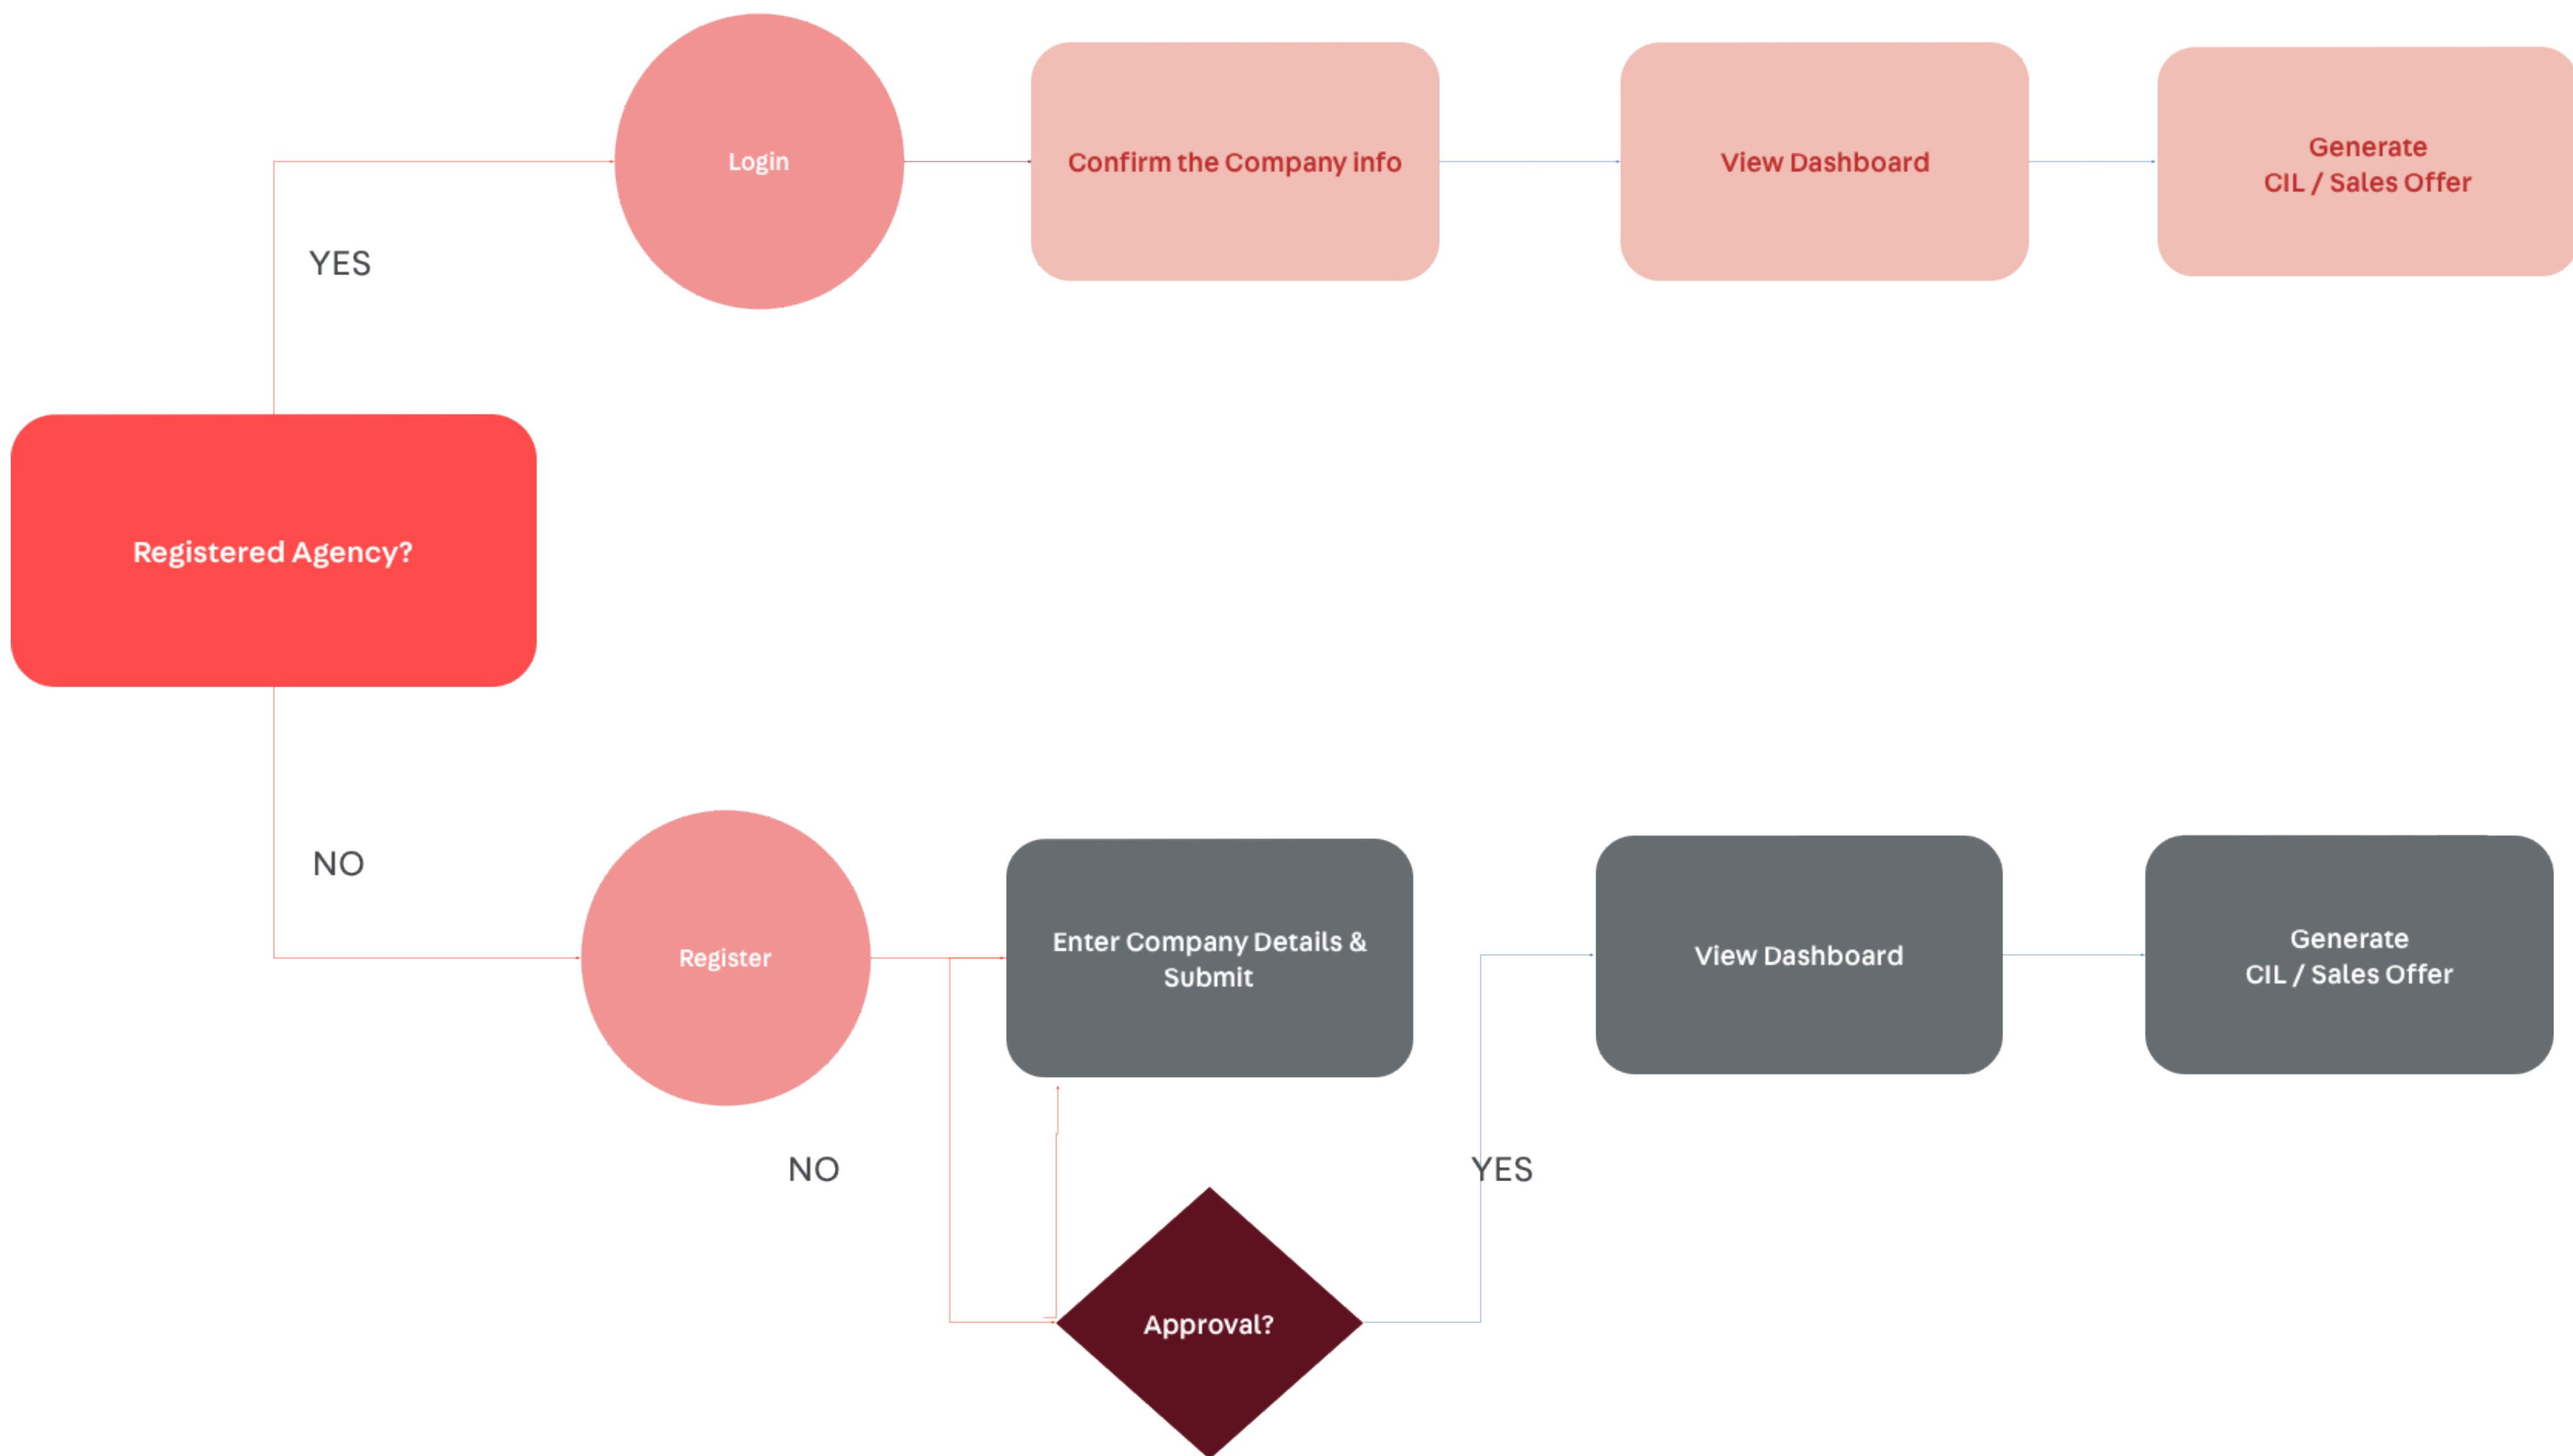 Login
Confirm the Company info
View Dashboard
Generate
CIL / Sales Offer
YES
Registered Agency?
NO
Register
Enter Company Details &
Submit
View Dashboard
Generate
CIL / Sales Offer
NO
YES
Approval?